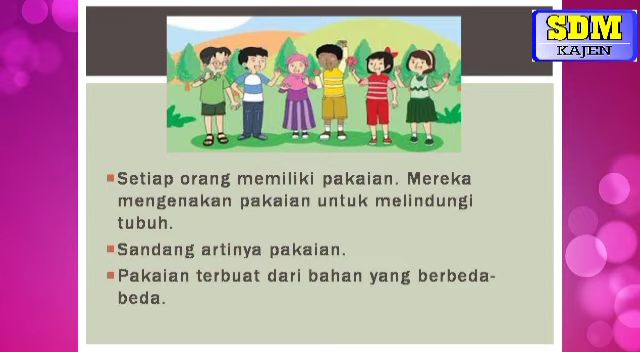 SDM
KAJEN
Setiap orang memiliki pakaian. Mereka
mengenakan pakaian untuk melindungi
tubuh.
Sandang artinya pakaian.
Pakaian terbuat dari bahan yang berbeda-
beda.